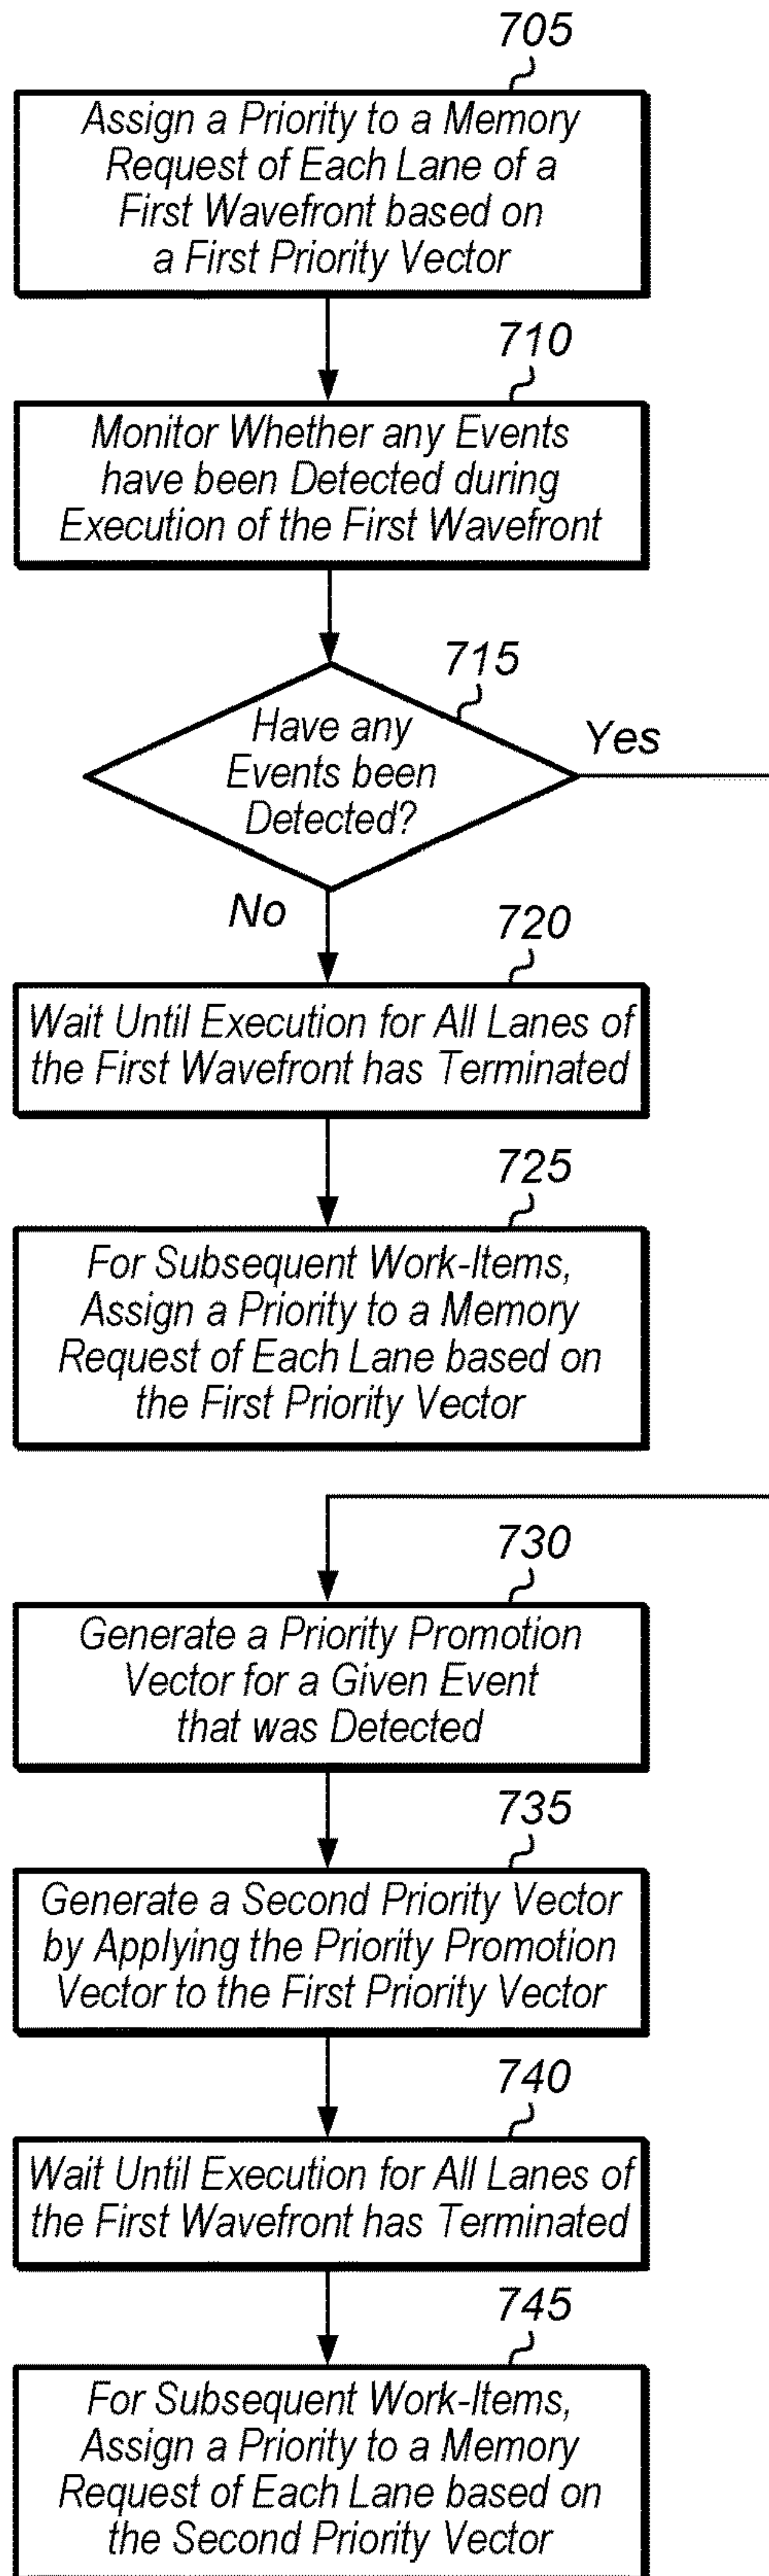 705
Assign a Priority to a Memory
Request of Each Lane of a
First Wavefront based on
a First Priority Vector
710
Monitor Whether any Events
have been Detected during
Execution of the First Wavefront
715
Have any
Events been
Detected?
Yes
No
720
Wait Until Execution for All Lanes of
the First Wavefront has Terminated
725
For Subsequent Work-Items,
Assign a Priority to a Memory
Request of Each Lane based on
the First Priority Vector
730
Generate a Priority Promotion
Vector for a Given Event
that was Detected
735
Generate a Second Priority Vector
by Applying the Priority Promotion
Vector to the First Priority Vector
740
Wait Until Execution for All Lanes of
the First Wavefront has Terminated
745
For Subsequent Work-Items,
Assign a Priority to a Memory
Request of Each Lane based on
the Second Priority Vector